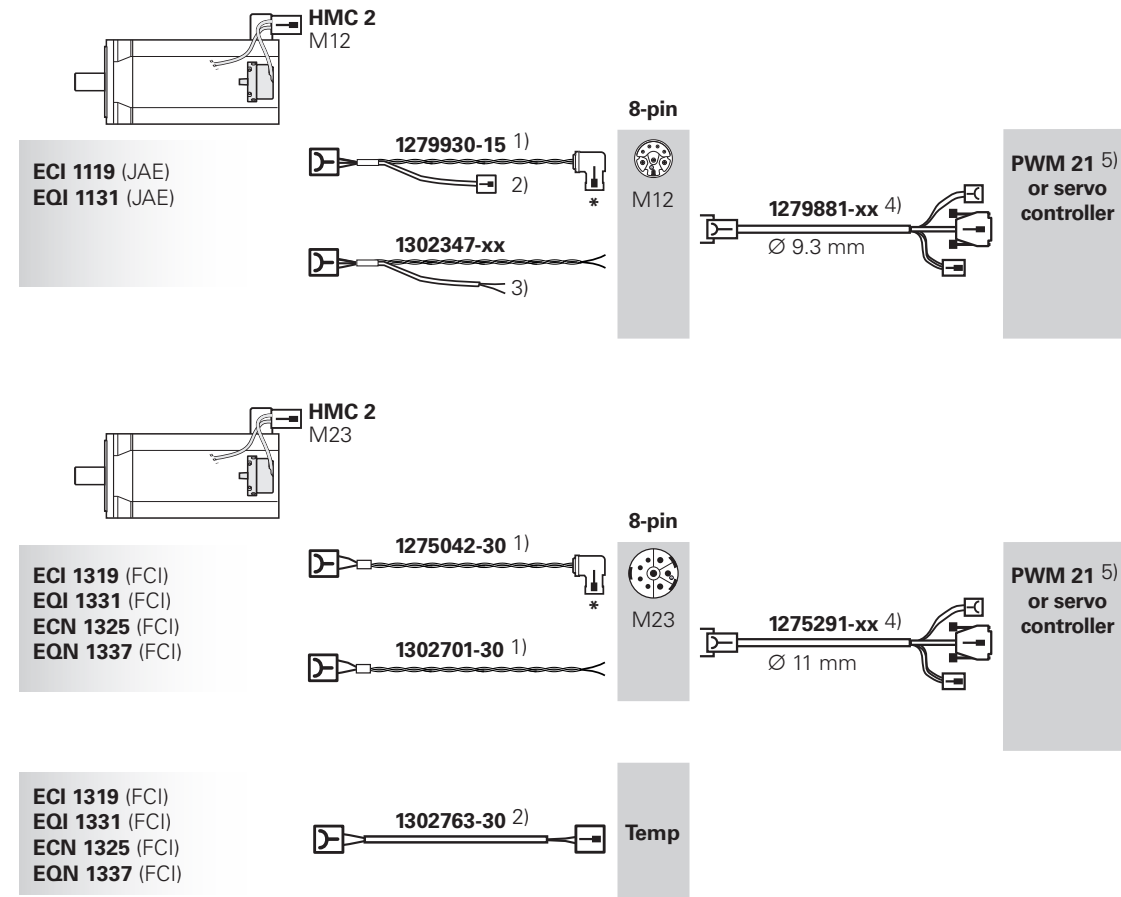 HMC 2
M12
8-pin
ECI 1119 (JAE)
EQI 1131 (JAE)
1279930-15 1)
2)
*
1302347-xx
3)
M12
1279881-xx 4)
Ø 9.3 mm
PWM 21 5)
or servo
controller
HMC 2
M23
8-pin
ECI 1319 (FCI)
EQI 1331 (FCI)
ECN 1325 (FCI)
EQN 1337 (FCI)
1275042-30 1)
*
1302701-30 1)
M23
1275291-xx 4)
Ø 11 mm
PWM 21 5)
or servo
controller
ECI 1319 (FCI)
EQI 1331 (FCI)
ECN 1325 (FCI)
EQN 1337 (FCI)
1302763-30 2)
Temp